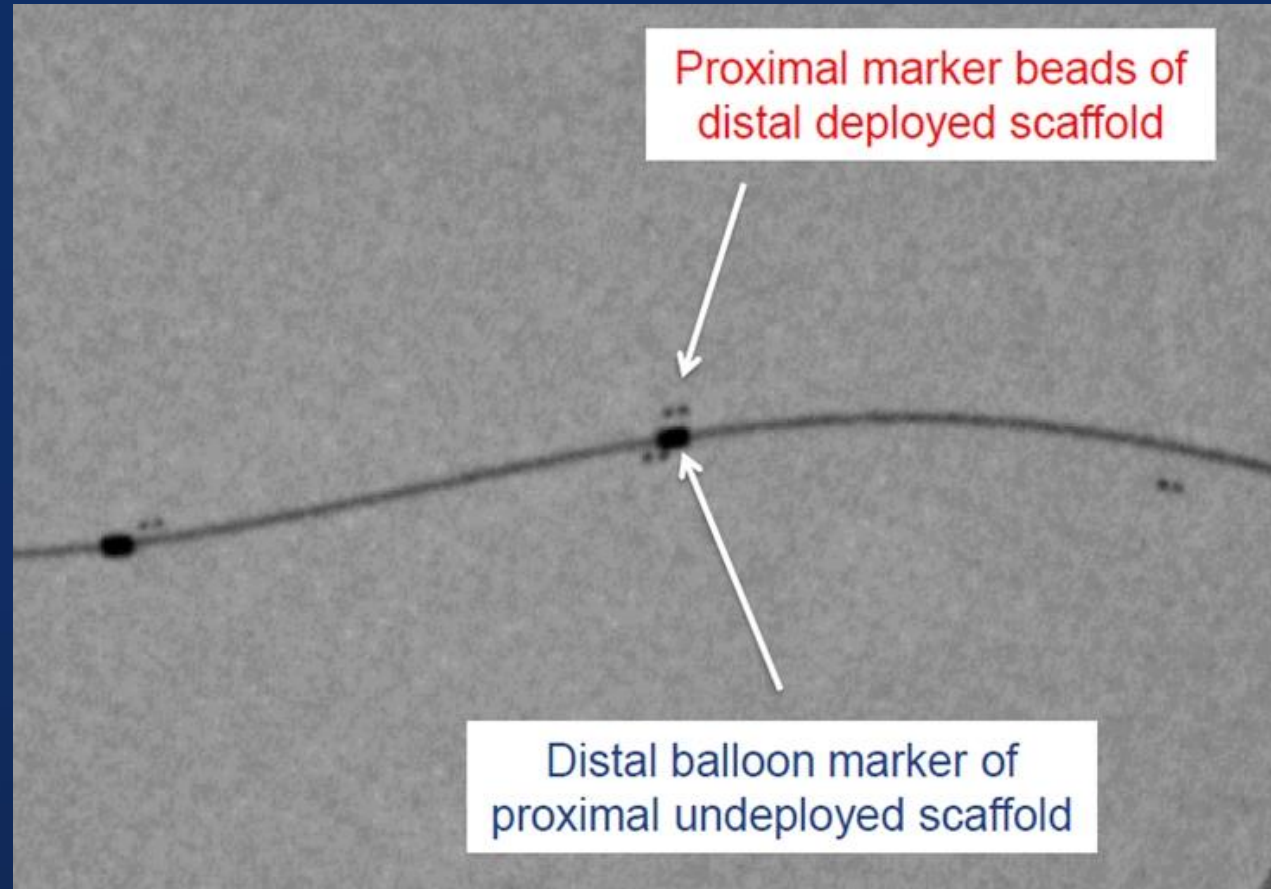 Proximal marker beads of
distal deployed scaffold
Distal balloon marker of
proximal undeployed scaffold